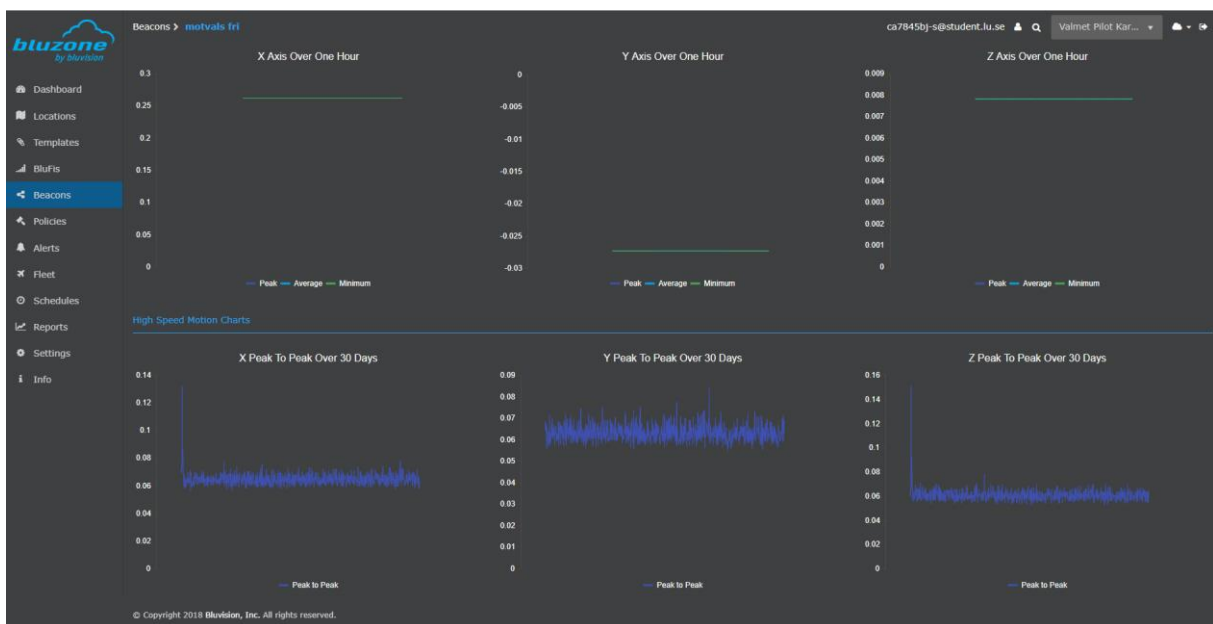 bluzone
by bluvision
Dashboard
Locations
Templates
BluFis
Beacons
Policies
Alerts
Fleet
Schedules
Reports
Settings
i Info
Beacons > motvals fri
ca7845bj-s@student.lu.se
Valmet Pilot Kar...
X Axis Over One Hour
0.3
0.25
0.2
0.15
0.1
0.05
0
Peak Average Minimum
Y Axis Over One Hour
0
-0.005
-0.01
-0.015
-0.02
-0.025
-0.03
Peak Average Minimum
Z Axis Over One Hour
0.009
0.008
0.007
0.006
0.005
0.004
0.003
0.002
0.001
0
Peak Average Minimum
High Speed Motion Charts
X Peak To Peak Over 30 Days
0.14
0.12
0.1
0.08
0.06
0.04
0.02
0
Peak to Peak
Y Peak To Peak Over 30 Days
0.09
0.08
0.07
0.06
0.05
0.04
0.03
0.02
0.01
0
Peak to Peak
Z Peak To Peak Over 30 Days
0.16
0.14
0.12
0.1
0.08
0.06
0.04
0.02
0
Peak to Peak
© Copyright 2018 Bluvision, Inc. All rights reserved.